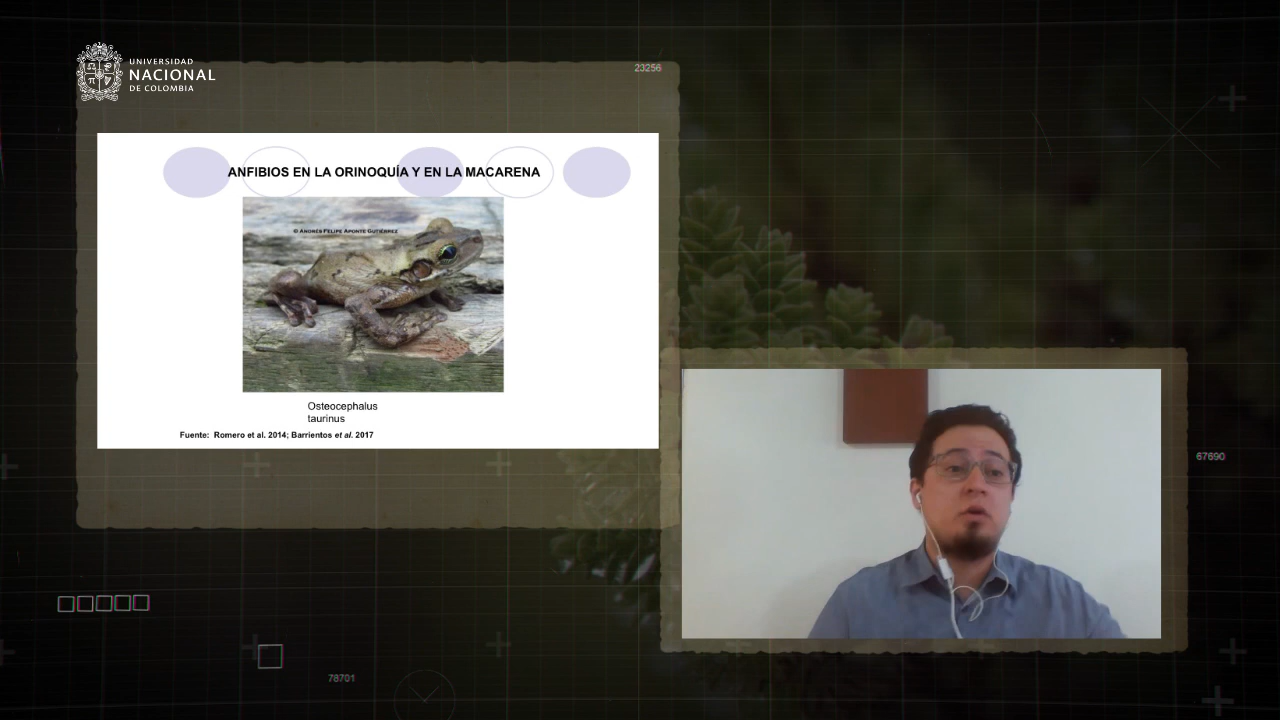 UNIVERSIDAD
NACIONAL
DE COLOMBIA
23256
ANFIBIOS EN LA ORINOQUÍA Y EN LA MACARENA
© ANDRÉS FELIPE APONTE GUTIÉRREZ
Osteocephalus
taurinus
Fuente: Romero et al. 2014; Barrientos et al. 2017
67690
78701